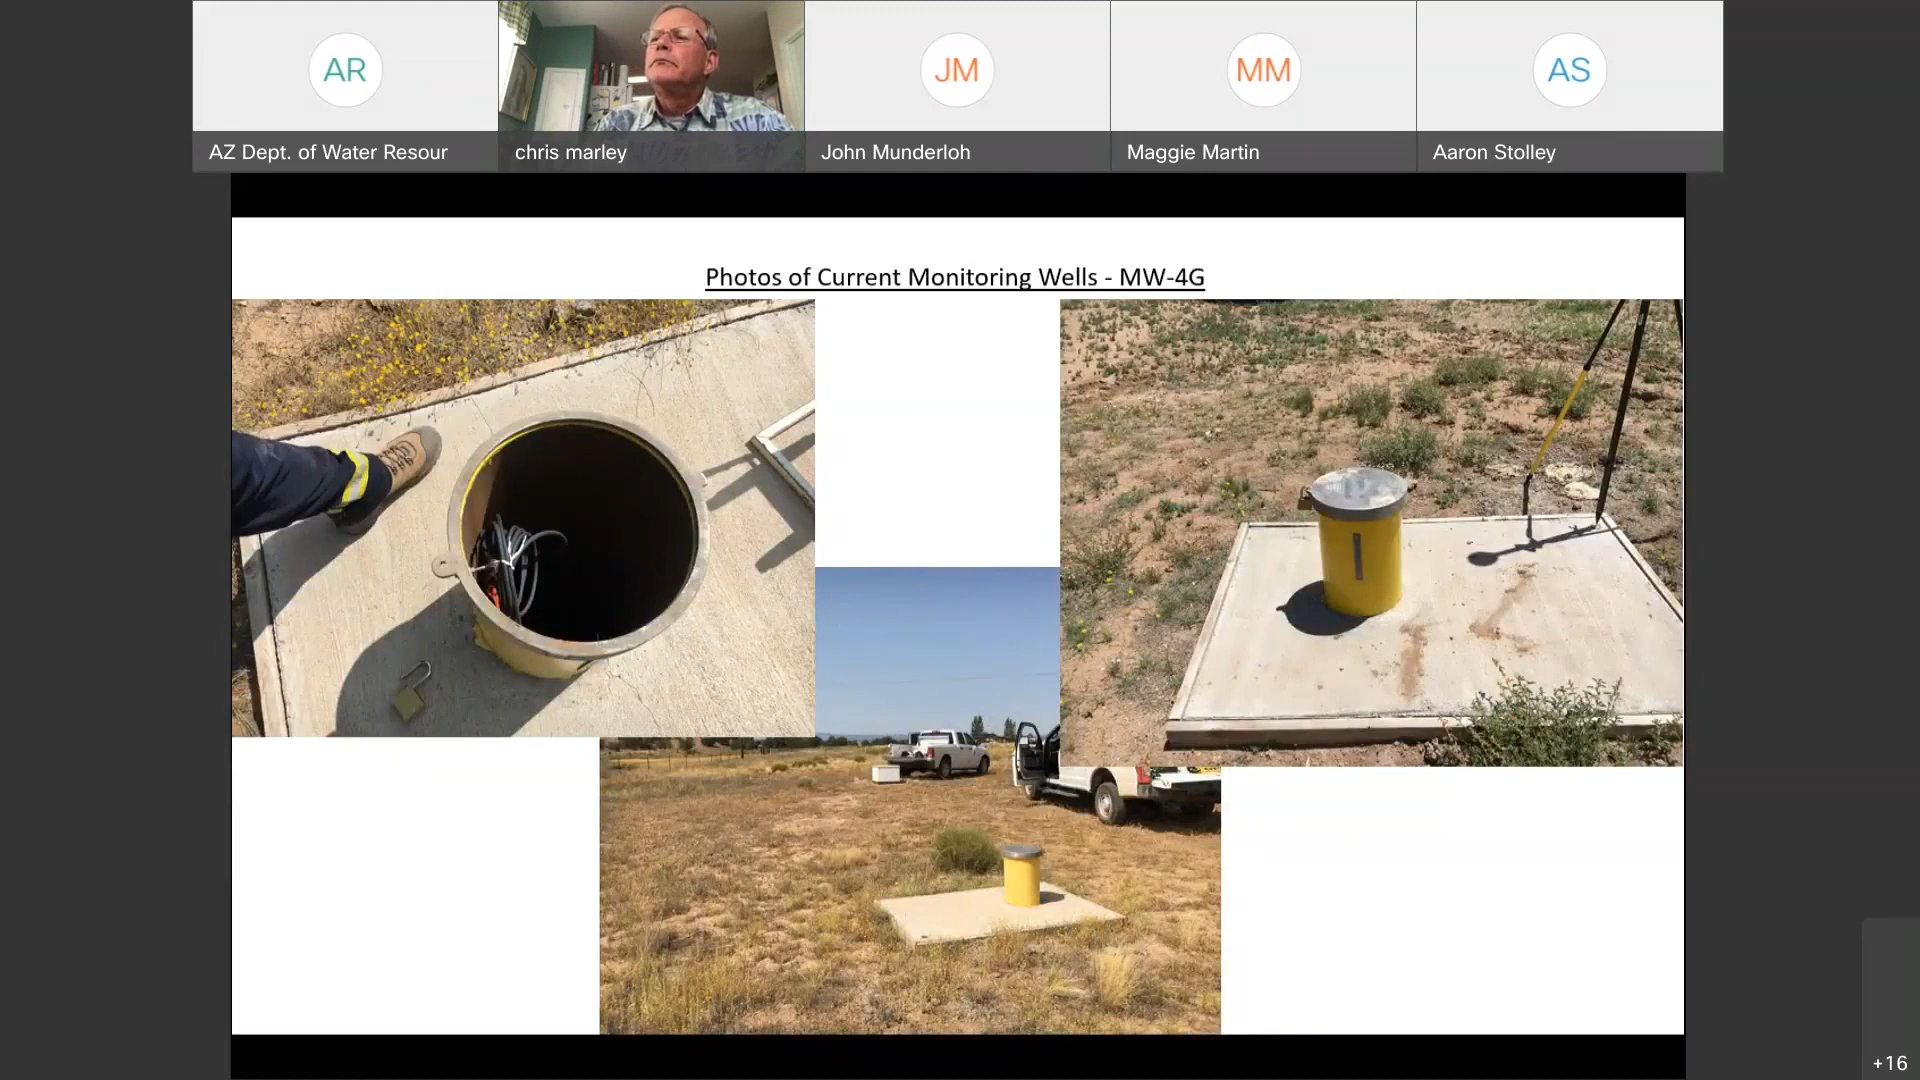 AR
JM
MM
AS
AZ Dept. of Water Resour
chris marley
John Munderloh
Maggie Martin
Aaron Stolley
Photos of Current Monitoring Wells - MW-4G
+16